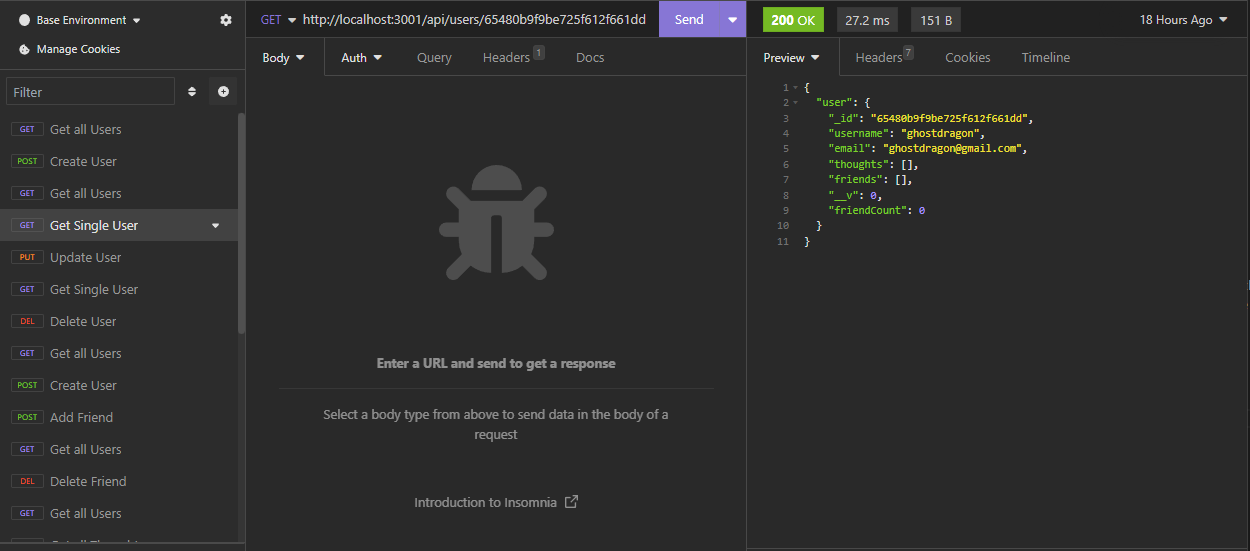 Base Environment
Manage Cookies
Filter
GET Get all Users
POST Create User
GET Get all Users
GET Get Single User
PUT Update User
GET Get Single User
DEL Delete User
GET Get all Users
POST Create User
POST Add Friend
GET Get all Users
DEL Delete Friend
GET Get all Users
GET http://localhost:3001/api/users/65480b9f9be725f612f661dd Send
Body Auth Query Headers 1 Docs
Enter a URL and send to get a response
Select a body type from above to send data in the body of a
request
Introduction to Insomnia
200 OK 27.2 ms 151 B 18 Hours Ago
Preview Headers 7 Cookies Timeline
1 {
2 "user": {
3 "_id": "65480b9f9be725f612f661dd",
4 "username": "ghostdragon",
5 "email": "ghostdragon@gmail.com",
6 "thoughts": [],
7 "friends": [],
8 "__v": 0,
9 "friendCount": 0
10 }
11 }